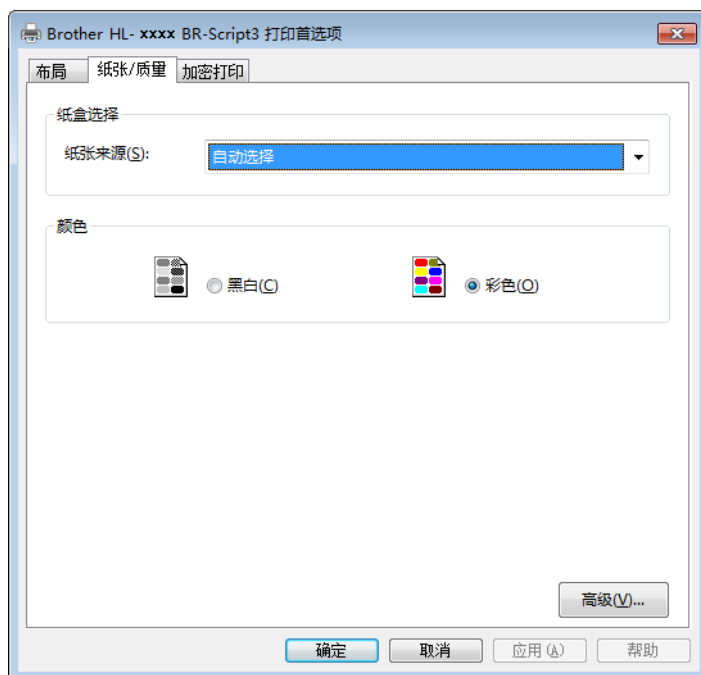 Brother HL- xxxx BR-Script3 打印首选项
布局 纸张/质量 加密打印
纸盒选择
纸张来源(S): 自动选择
颜色
黑白(C) 彩色(O)
高级(V)...
确定 取消 应用(A) 帮助